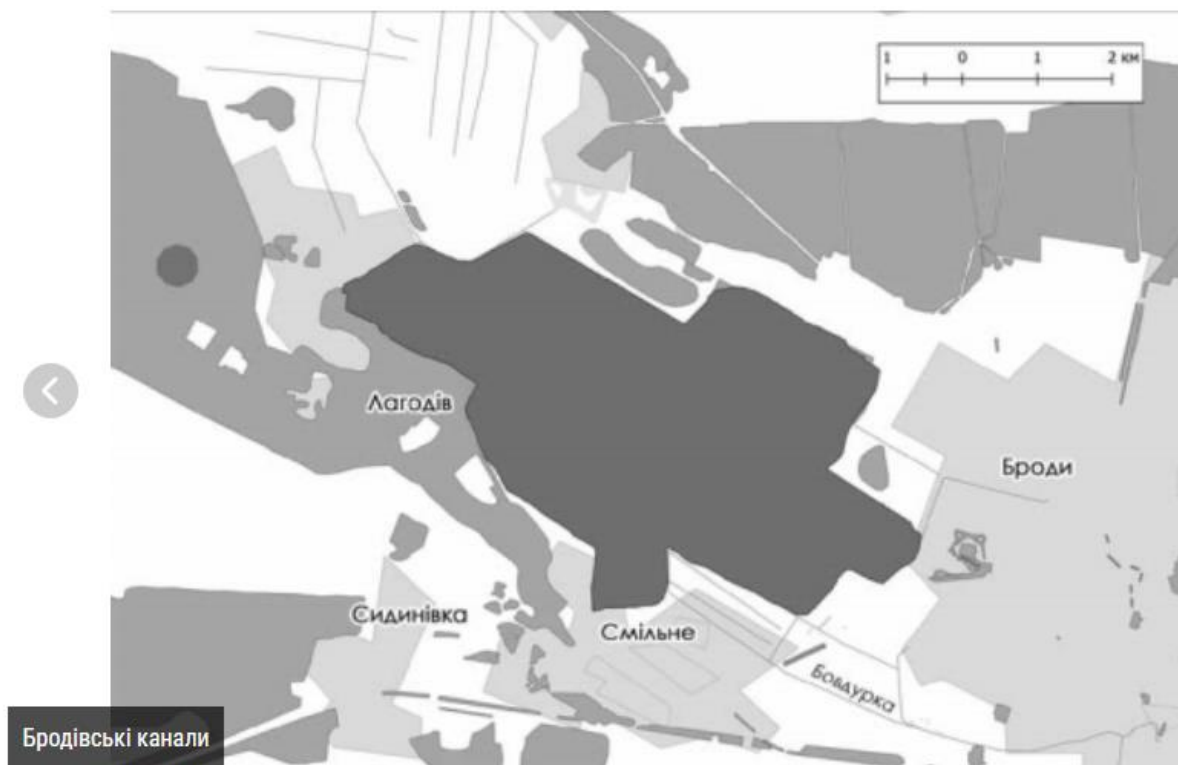 1 0 1 2 км
Лагодів
Броди
Сидинівка
Смільне
Бовдурка
Бродівські канали